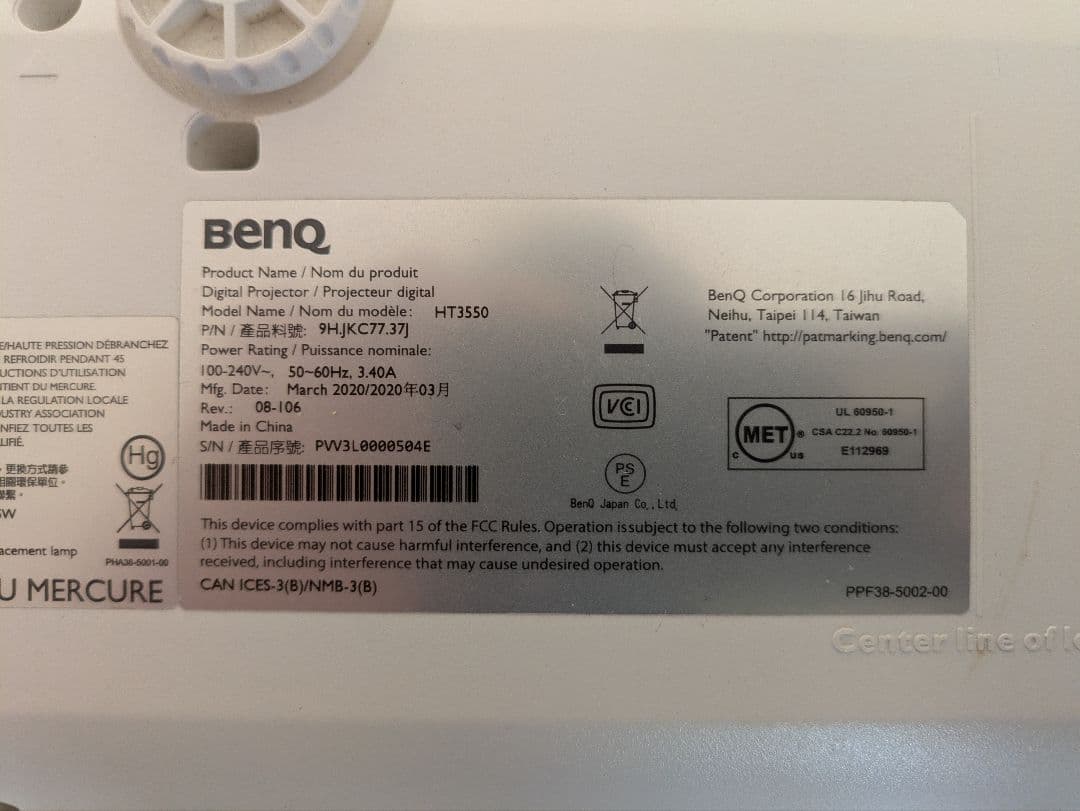 BenQ
Product Name / Nom du produit
Digital Projector / Projecteur digital
Model Name / Nom du modèle: HT3550
P/N / 產品料號: 9H.JKC77.37J
Power Rating / Puissance nominale:
100-240V~, 50~60Hz, 3.40A
Mfg. Date: March 2020/2020年03月
Rev.: 08-106
Made in China
S/N / 產品序號: PVV3L0000504E
This device complies with part 15 of the FCC Rules. Operation is subject to the following two conditions:
(1) This device may not cause harmful interference, and (2) this device must accept any interference
received, including interference that may cause undesired operation.
CAN ICES-3(B)/NMB-3(B)
PPF38-5002-00
VCI
PS
E
BenQ Japan Co., Ltd.
BenQ Corporation 16 Jihu Road,
Neihu, Taipei 114, Taiwan
"Patent" http://patmarking.benq.com/
MET®
C US
UL 60950-1
CSA C22.2 No. 60950-1
E112969
E/HAUTE PRESSION DÉBRANCHEZ
REFROIDIR PENDANT 45
UCTIONS D'UTILISATION
TIENT DU MERCURE.
LA REGULATION LOCALE
USTRY ASSOCIATION
NFIEZ TOUTES LES
LIFIÉ.
Hg
更換方式請參
相關環保單位。
聯繫。
acement lamp
PHA38-5001-00
U MERCURE
Center line of le